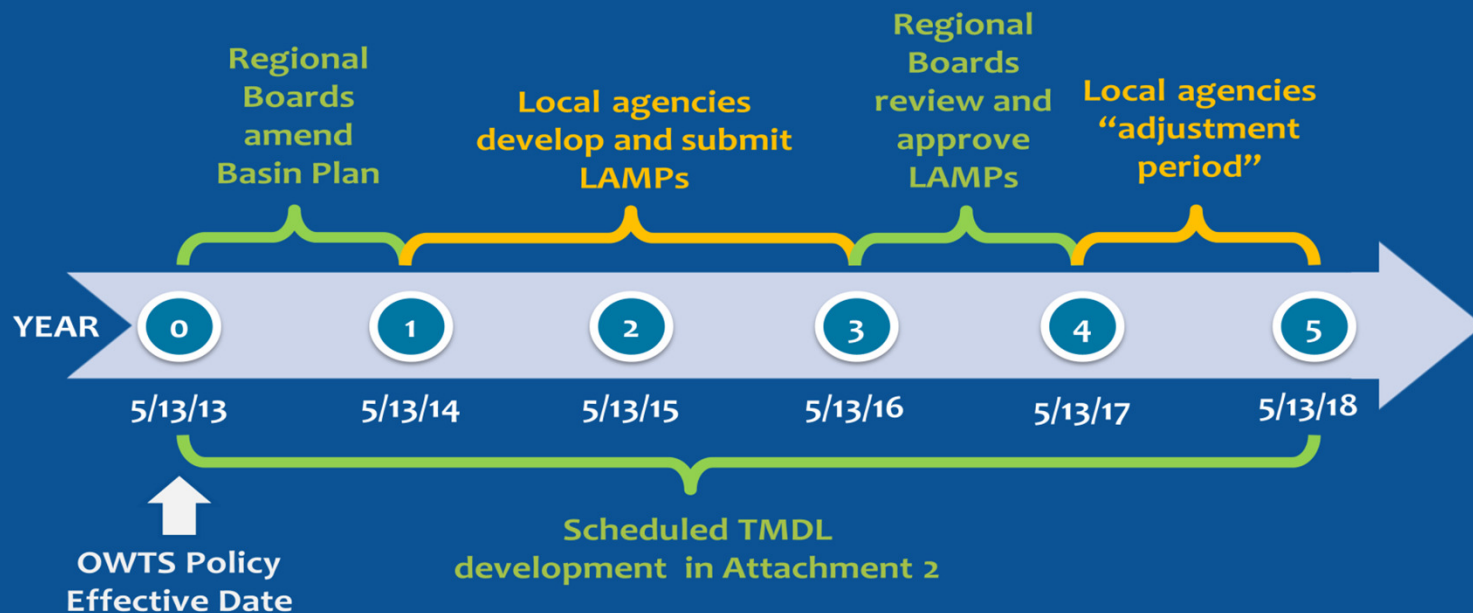 Regional
Boards
amend
Basin Plan
Local agencies
develop and submit
LAMPs
Regional
Boards
review and
approve
LAMPs
Local agencies
“adjustment
period”
YEAR
0
1
2
3
4
5
5/13/13
5/13/14
5/13/15
5/13/16
5/13/17
5/13/18
OWTS Policy
Effective Date
Scheduled TMDL
development in Attachment 2